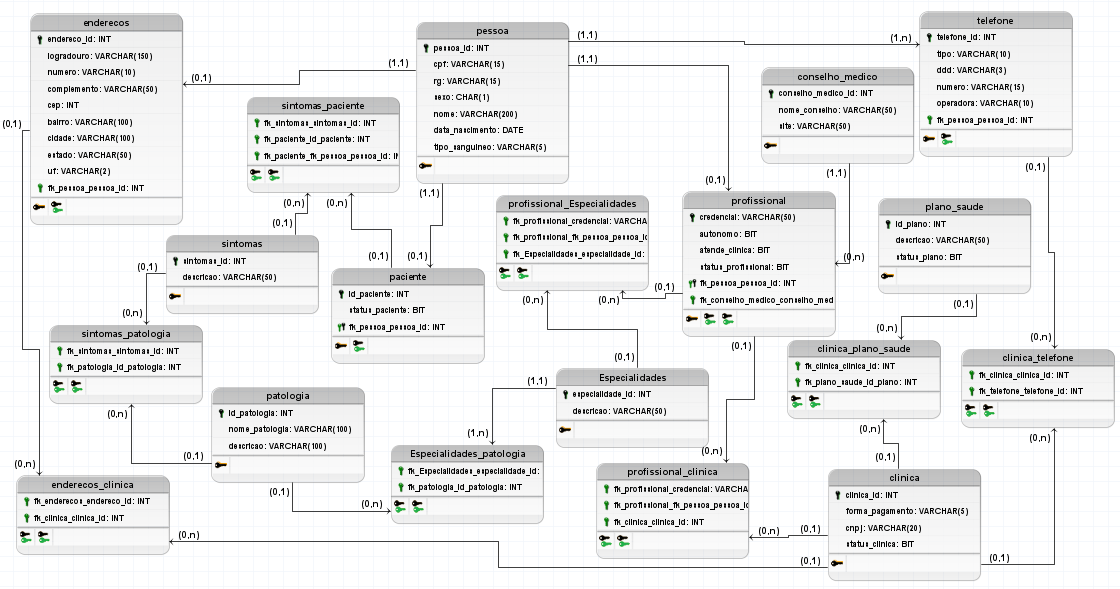 enderecos
endereco_id: INT
logradouro: VARCHAR(150)
numero: VARCHAR(10)
complemento: VARCHAR(50)
cep: INT
bairro: VARCHAR(100)
cidade: VARCHAR(100)
estado: VARCHAR(50)
uf: VARCHAR(2)
fk_pessoa_pessoa_id: INT
pessoa
pessoa_id: INT
cpf: VARCHAR(15)
rg: VARCHAR(15)
sexo: CHAR(1)
nome: VARCHAR(200)
data_nascimento: DATE
tipo_sanguineo: VARCHAR(5)
telefone
telefone_id: INT
tipo: VARCHAR(10)
ddd: VARCHAR(3)
numero: VARCHAR(15)
operadora: VARCHAR(10)
fk_pessoa_pessoa_id: INT
conselho_medico
conselho_medico_id: INT
nome_conselho: VARCHAR(50)
site: VARCHAR(50)
sintomas_paciente
fk_sintomas_sintomas_id: INT
fk_paciente_id_paciente: INT
fk_paciente_fk_pessoa_pessoa_id: I
profissional_Especialidades
fk_profissional_credencial: VARCHA
fk_profissional_fk_pessoa_pessoa_i
fk_Especialidades_especialidade_id:
profissional
credencial: VARCHAR(50)
autonomo: BIT
atende_clinica: BIT
status_profissional: BIT
fk_pessoa_pessoa_id: INT
fk_conselho_medico_conselho_med
plano_saude
id_plano: INT
descricao: VARCHAR(50)
status_plano: BIT
sintomas
sintomas_id: INT
descricao: VARCHAR(50)
paciente
id_paciente: INT
status_paciente: BIT
fk_pessoa_pessoa_id: INT
sintomas_patologia
fk_sintomas_sintomas_id: INT
fk_patologia_id_patologia: INT
clinica_plano_saude
fk_clinica_clinica_id: INT
fk_plano_saude_id_plano: INT
clinica_telefone
fk_clinica_clinica_id: INT
fk_telefone_telefone_id: INT
patologia
id_patologia: INT
nome_patologia: VARCHAR(100)
descricao: VARCHAR(100)
Especialidades
especialidade_id: INT
descricao: VARCHAR(50)
Especialidades_patologia
fk_Especialidades_especialidade_id:
fk_patologia_id_patologia: INT
enderecos_clinica
fk_enderecos_endereco_id: INT
fk_clinica_clinica_id: INT
profissional_clinica
fk_profissional_credencial: VARCHA
fk_profissional_fk_pessoa_pessoa_i
fk_clinica_clinica_id: INT
clinica
clinica_id: INT
forma_pagamento: VARCHAR(5)
cnpj: VARCHAR(20)
status_clinica: BIT
(1,1)
(0,1)
(1,1)
(1,n)
(1,1)
(0,1)
(1,1)
(0,1)
(1,1)
(0,n)
(0,1)
(0,n)
(0,1)
(0,n)
(0,1)
(0,n)
(0,1)
(0,n)
(0,1)
(0,n)
(0,1)
(0,n)
(0,1)
(0,n)
(0,1)
(0,n)
(1,1)
(1,n)
(0,1)
(0,n)
(0,1)
(0,n)
(0,1)
(0,n)
(0,1)
(0,n)
(0,1)
(0,n)
(0,1)
(0,n)
(0,1)
(0,n)